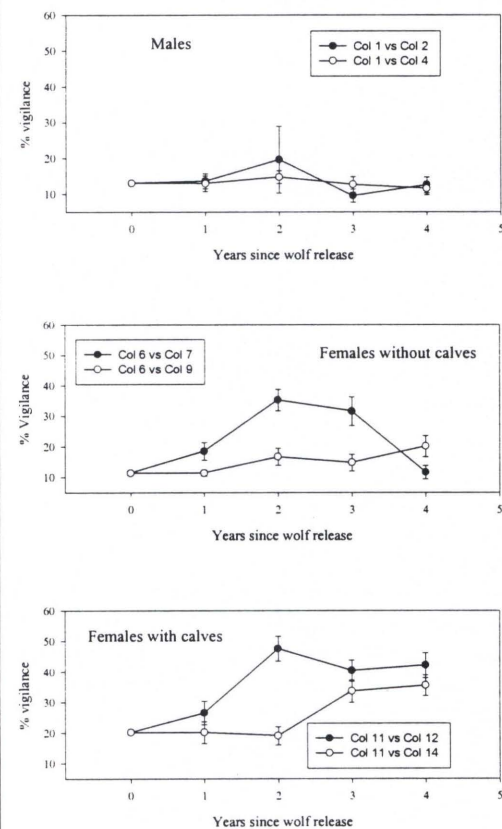 60
Males
Col 1 vs Col 2
Col 1 vs Col 4
50
40
30
20
10
% vigilance
0 1 2 3 4 5
Years since wolf release
60
Col 6 vs Col 7
Col 6 vs Col 9
Females without calves
50
40
30
20
10
% Vigilance
0 1 2 3 4 5
Years since wolf release
60
Females with calves
50
40
30
20
10
% vigilance
Col 11 vs Col 12
Col 11 vs Col 14
0 1 2 3 4 5
Years since wolf release